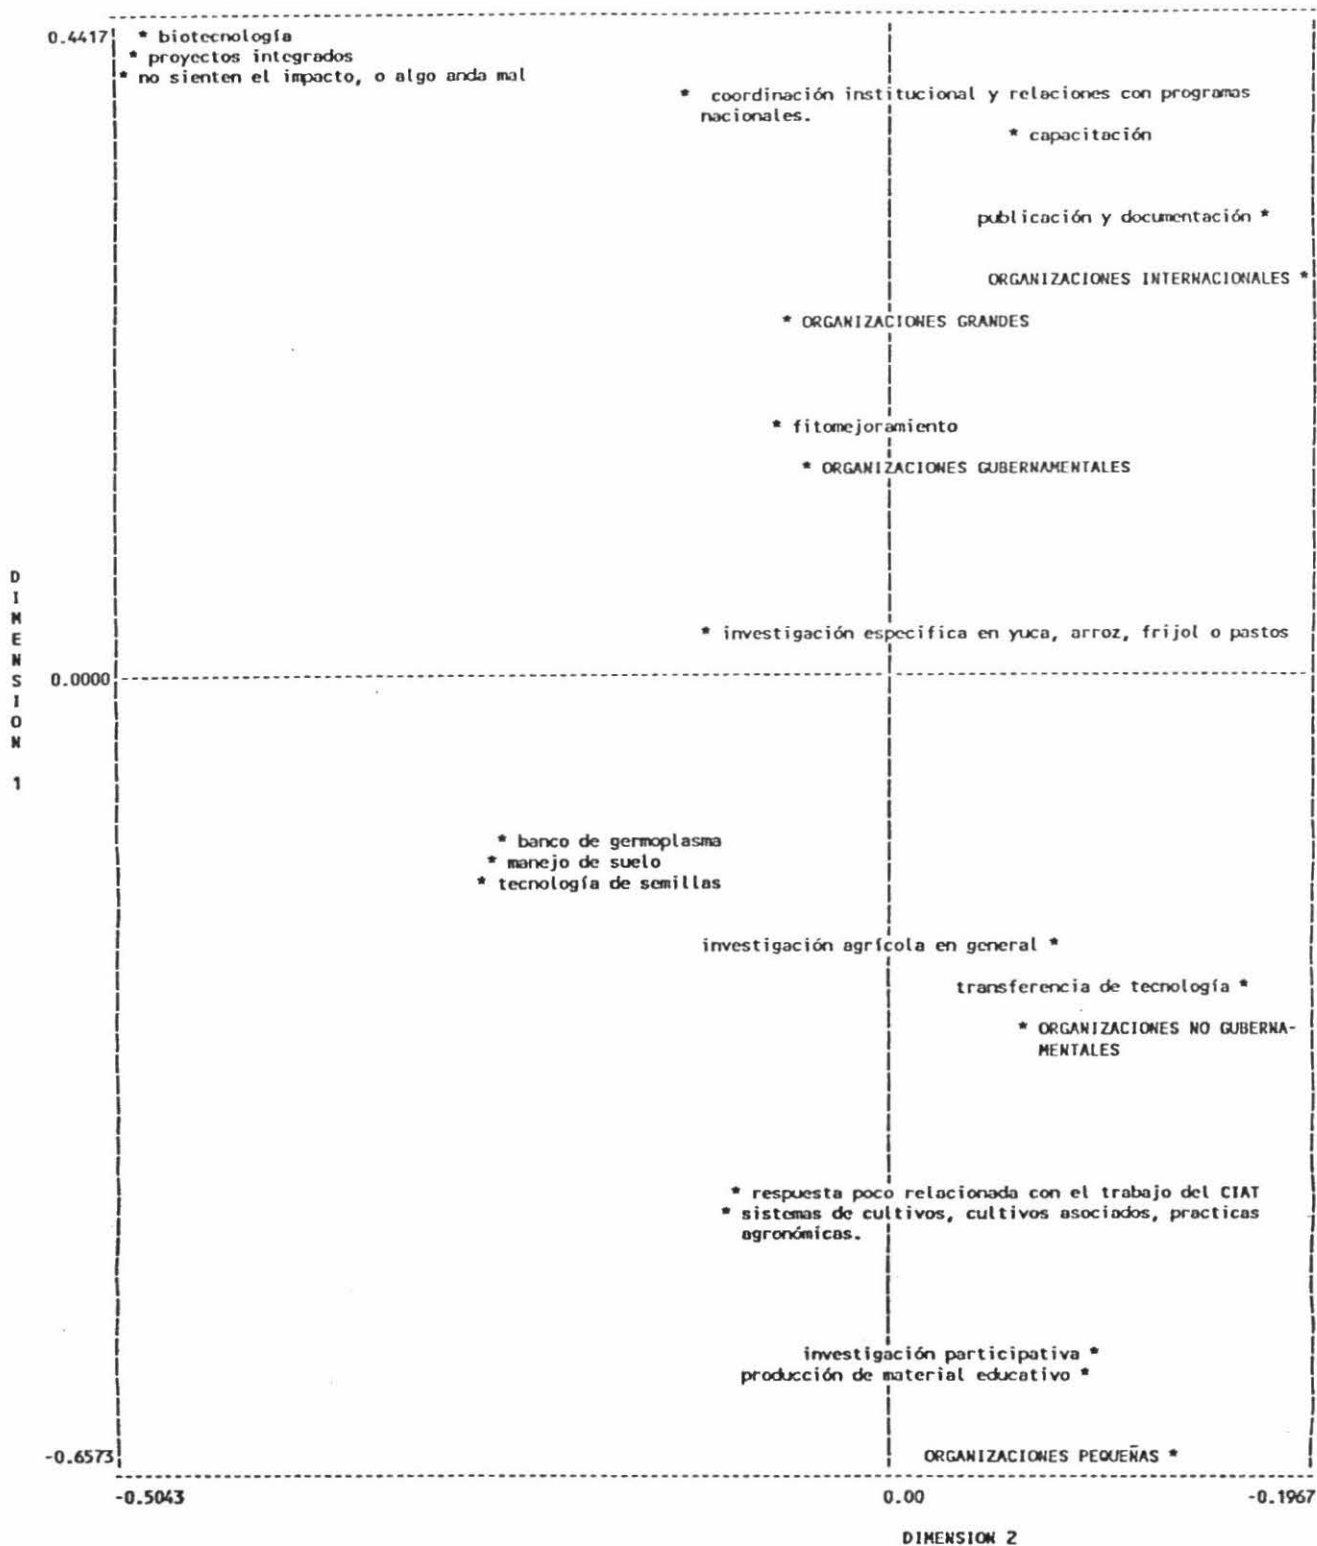 0.4417
* biotecnología
* proyectos integrados
* no sienten el impacto, o algo anda mal
* coordinación institucional y relaciones con programas
nacionales.
* capacitación
publicación y documentación *
ORGANIZACIONES INTERNACIONALES *
* ORGANIZACIONES GRANDES
* fitomejoramiento
* ORGANIZACIONES GUBERNAMENTALES
DIMENSION 1
* investigación especifica en yuca, arroz, frijol o pastos
0.0000
* banco de germoplasma
* manejo de suelo
* tecnología de semillas
investigación agrícola en general *
transferencia de tecnología *
* ORGANIZACIONES NO GUBERNA-
MENTALES
* respuesta poco relacionada con el trabajo del CIAT
* sistemas de cultivos, cultivos asociados, practicas
agronómicas.
investigación participativa *
producción de material educativo *
-0.6573
ORGANIZACIONES PEQUEÑAS *
-0.5043 0.00 -0.1967
DIMENSION 2